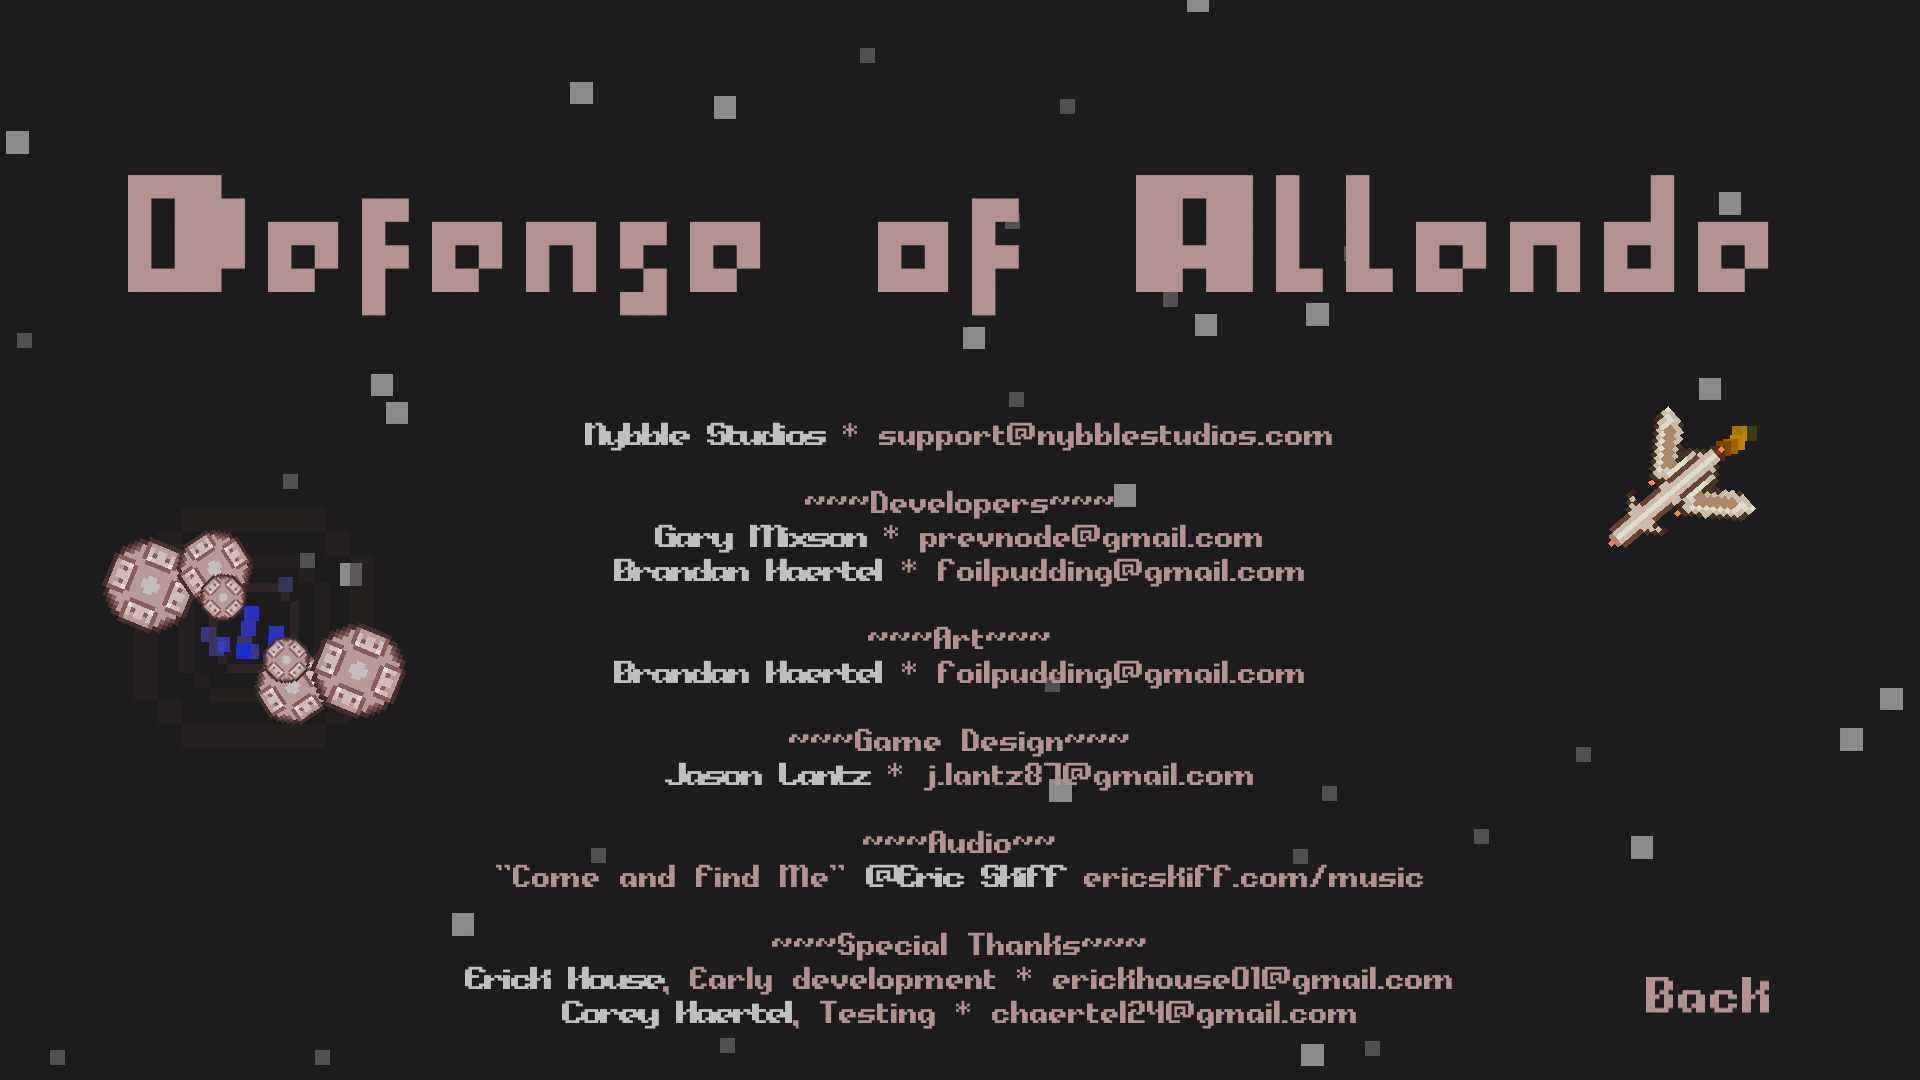 Defense of Allende
Nybble Studios * support@nybblestudios.com
~~~Developers~~~
Gary Mixson * prevnode@gmail.com
Brandan Haertel * foilpudding@gmail.com
~~~Art~~~
Brandan Haertel * foilpudding@gmail.com
~~~Game Design~~~
Jason Lantz * j.lantz87@gmail.com
~~~Audio~~
"Come and find Me" @Eric Skiff ericskiff.com/music
~~~Special Thanks~~~
Erick House, Early development * erickhouse01@gmail.com
Corey Haertel, Testing * chaertel24@gmail.com
Back